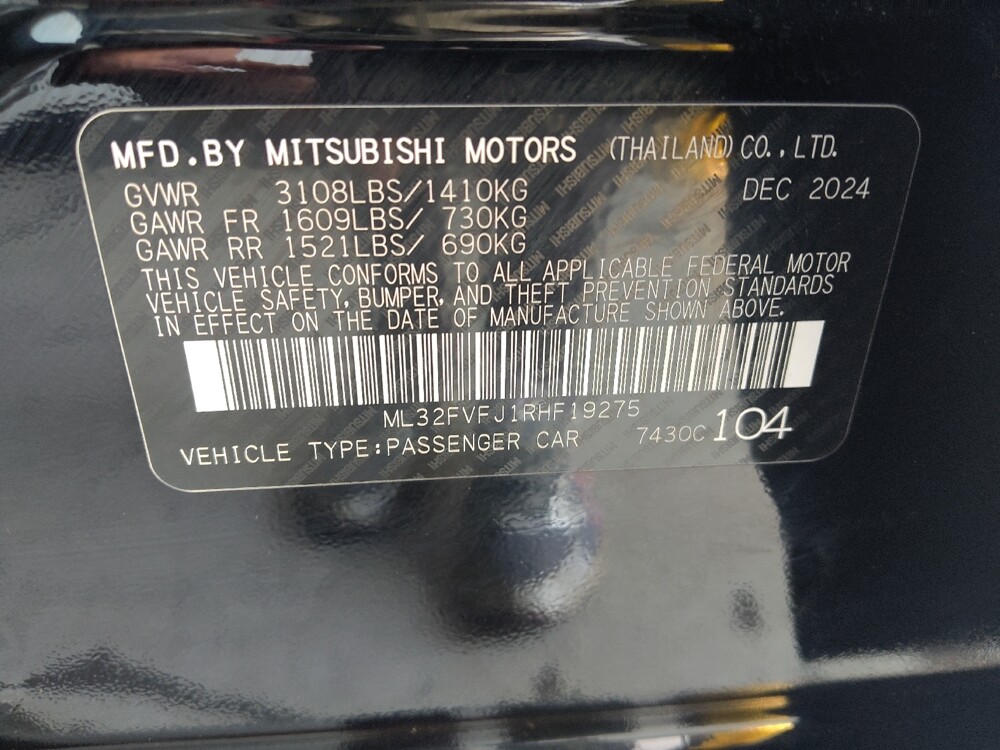 MFD.BY MITSUBISHI MOTORS (THAILAND) CO.,LTD.
GVWR 3108LBS/1410KG DEC 2024
GAWR FR 1609LBS/ 730KG
GAWR RR 1521LBS/ 690KG
THIS VEHICLE CONFORMS TO ALL APPLICABLE FEDERAL MOTOR
VEHICLE SAFETY, BUMPER, AND THEFT PREVENTION STANDARDS
IN EFFECT ON THE DATE OF MANUFACTURE SHOWN ABOVE.
ML32FVFJ1RHF19275
VEHICLE TYPE:PASSENGER CAR 7430C 104